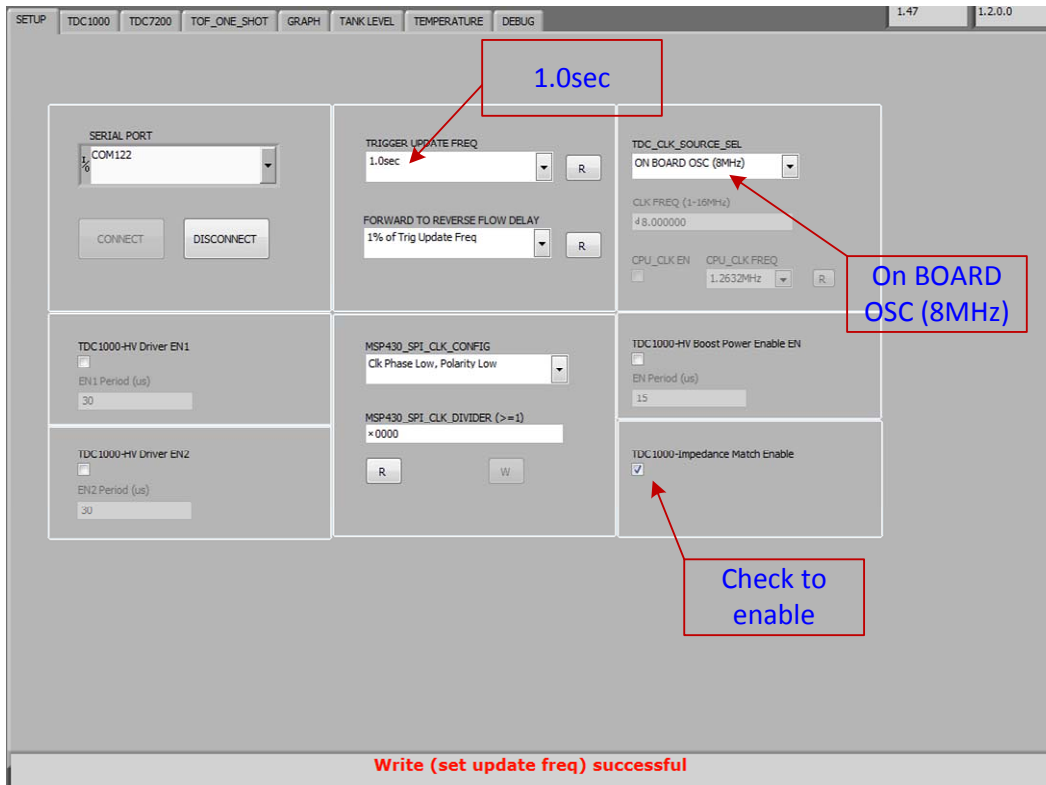 SETUP TDC1000 TDC7200 TOF_ONE_SHOT GRAPH TANK LEVEL TEMPERATURE DEBUG
1.47 1.2.0.0
1.0sec
SERIAL PORT
COM122
CONNECT DISCONNECT
TRIGGER UPDATE FREQ
1.0sec
R
FORWARD TO REVERSE FLOW DELAY
1% of Trig Update Freq
R
TDC_CLK_SOURCE_SEL
ON BOARD OSC (8MHz)
CLK FREQ (1-16MHz)
8.000000
CPU_CLK EN CPU_CLK FREQ
1.2632MHz R
On BOARD
OSC (8MHz)
TDC1000-HV Driver EN1
EN1 Period (us)
30
MSP430_SPI_CLK_CONFIG
Clk Phase Low, Polarity Low
MSP430_SPI_CLK_DIVIDER (>=1)
×0000
R W
TDC1000-HV Boost Power Enable EN
EN Period (us)
15
TDC1000-HV Driver EN2
EN2 Period (us)
30
TDC1000-Impedance Match Enable
Check to
enable
Write (set update freq) successful